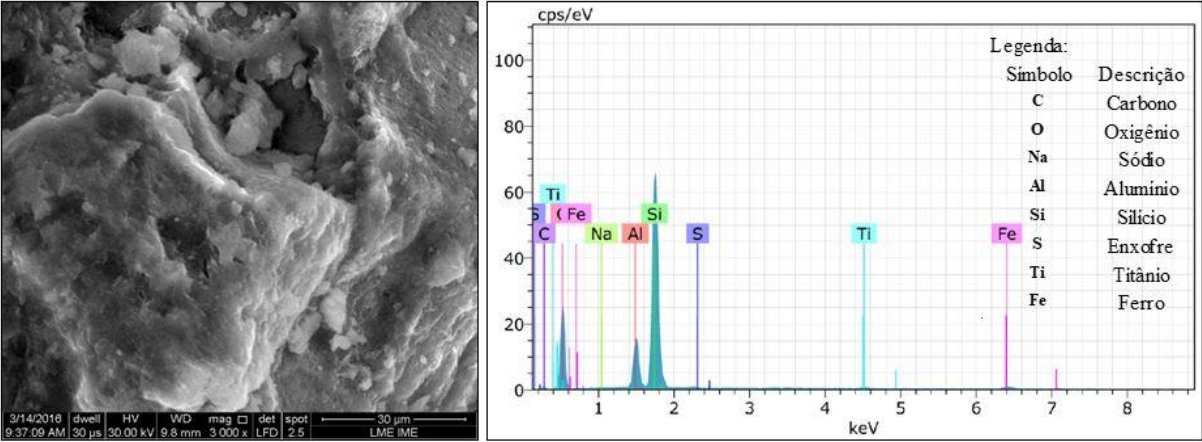 3/14/2016 dwell HV WD mag □ det spot 30 µm
9:37:09 AM 30 µs 30.00 kV 9.8 mm 3 000 x LFD 2.5 LME IME
cps/eV
100
80
60
40
20
0
Ti
S Fe
C Na Al Si S Ti Fe
1 2 3 4 5 6 7 8
keV
Legenda:
Símbolo Descrição
C Carbono
O Oxigênio
Na Sódio
Al Alumínio
Si Silício
S Enxofre
Ti Titânio
Fe Ferro